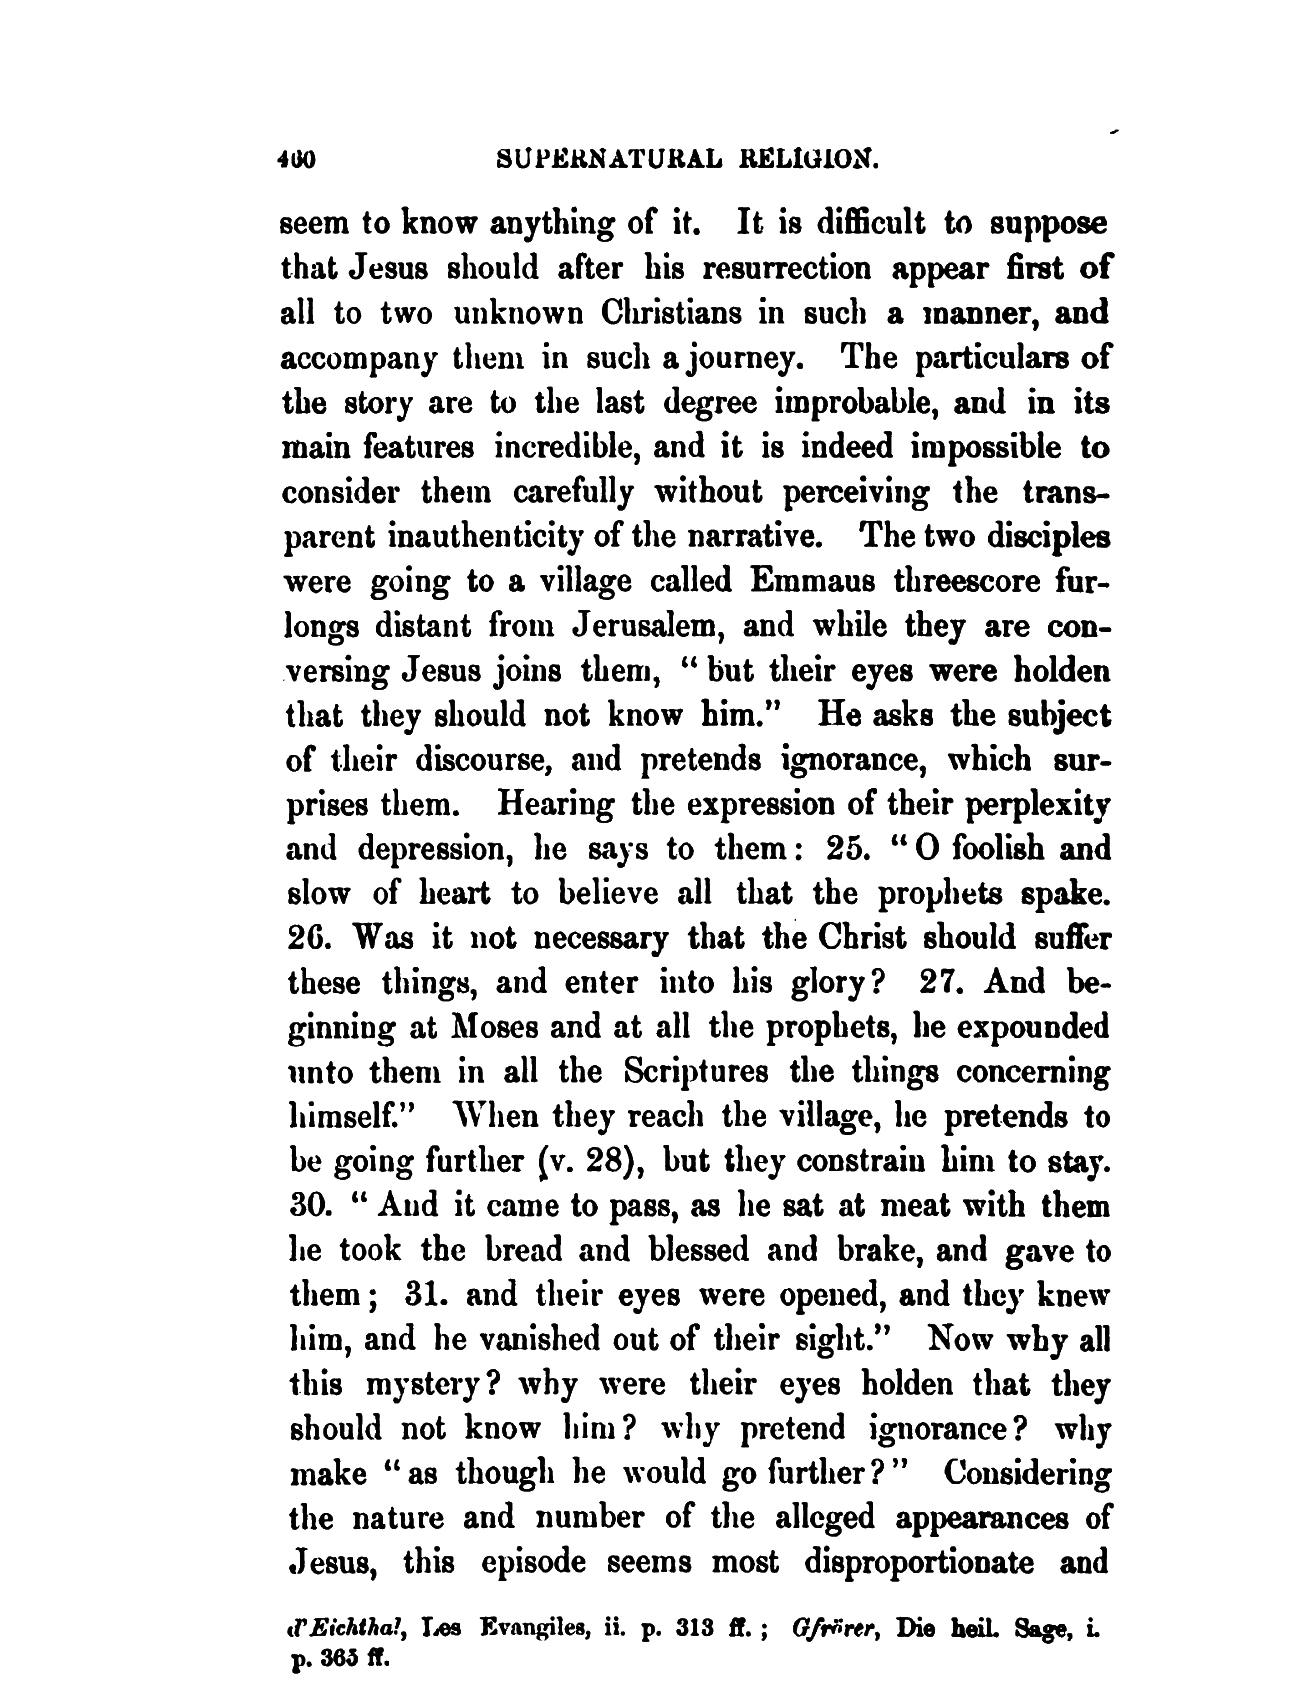 460 SUPERNATURAL RELIGION.
seem to know anything of it. It is difficult to suppose
that Jesus should after his resurrection appear first of
all to two unknown Christians in such a manner, and
accompany them in such a journey. The particulars of
the story are to the last degree improbable, and in its
main features incredible, and it is indeed impossible to
consider them carefully without perceiving the trans-
parent inauthenticity of the narrative. The two disciples
were going to a village called Emmaus threescore fur-
longs distant from Jerusalem, and while they are con-
versing Jesus joins them, “ but their eyes were holden
that they should not know him.” He asks the subject
of their discourse, and pretends ignorance, which sur-
prises them. Hearing the expression of their perplexity
and depression, he says to them : 25. “ O foolish and
slow of heart to believe all that the prophets spake.
26. Was it not necessary that the Christ should suffer
these things, and enter into his glory? 27. And be-
ginning at Moses and at all the prophets, he expounded
unto them in all the Scriptures the things concerning
himself.” When they reach the village, he pretends to
be going further (v. 28), but they constrain him to stay.
30. “ And it came to pass, as he sat at meat with them
he took the bread and blessed and brake, and gave to
them ; 31. and their eyes were opened, and they knew
him, and he vanished out of their sight.” Now why all
this mystery? why were their eyes holden that they
should not know him? why pretend ignorance? why
make “ as though he would go further? ” Considering
the nature and number of the alleged appearances of
Jesus, this episode seems most disproportionate and
d'Eichthal, Les Evangiles, ii. p. 313 ff. ; Gfrörer, Die heil. Sage, i.
p. 365 ff.